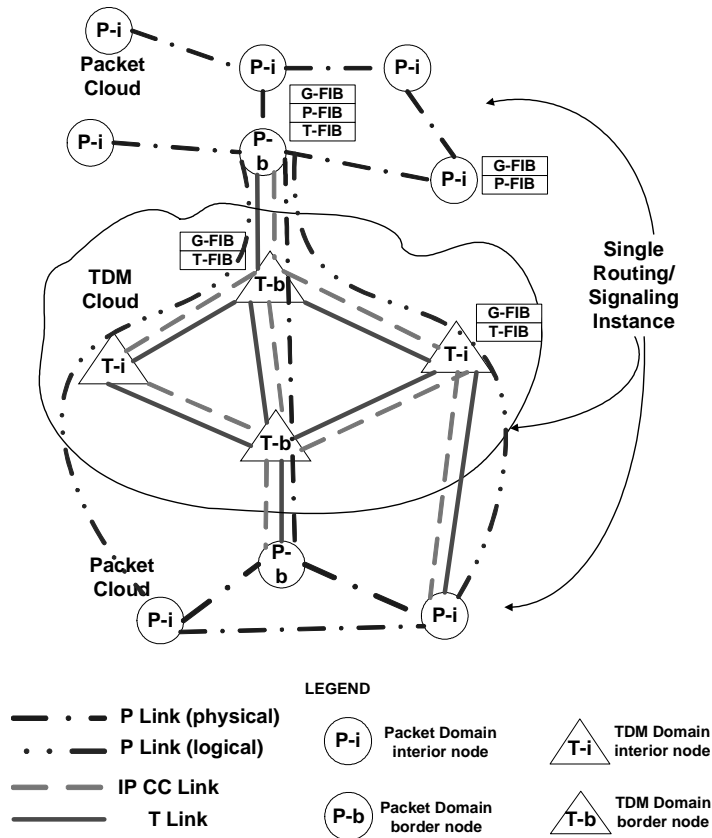 P-i
Packet
Cloud
P-i
P-i
G-FIB
P-FIB
T-FIB
P-i
P-
b
P-i
G-FIB
P-FIB
G-FIB
T-FIB
TDM
Cloud
T-b
Single
Routing/
Signaling
Instance
G-FIB
T-FIB
T-i
T-i
T-b
Packet
Cloud
P-
b
P-i
P-i
LEGEND
P Link (physical)
P Link (logical)
IP CC Link
T Link
P-i
Packet Domain
interior node
T-i
TDM Domain
interior node
P-b
Packet Domain
border node
T-b
TDM Domain
border node